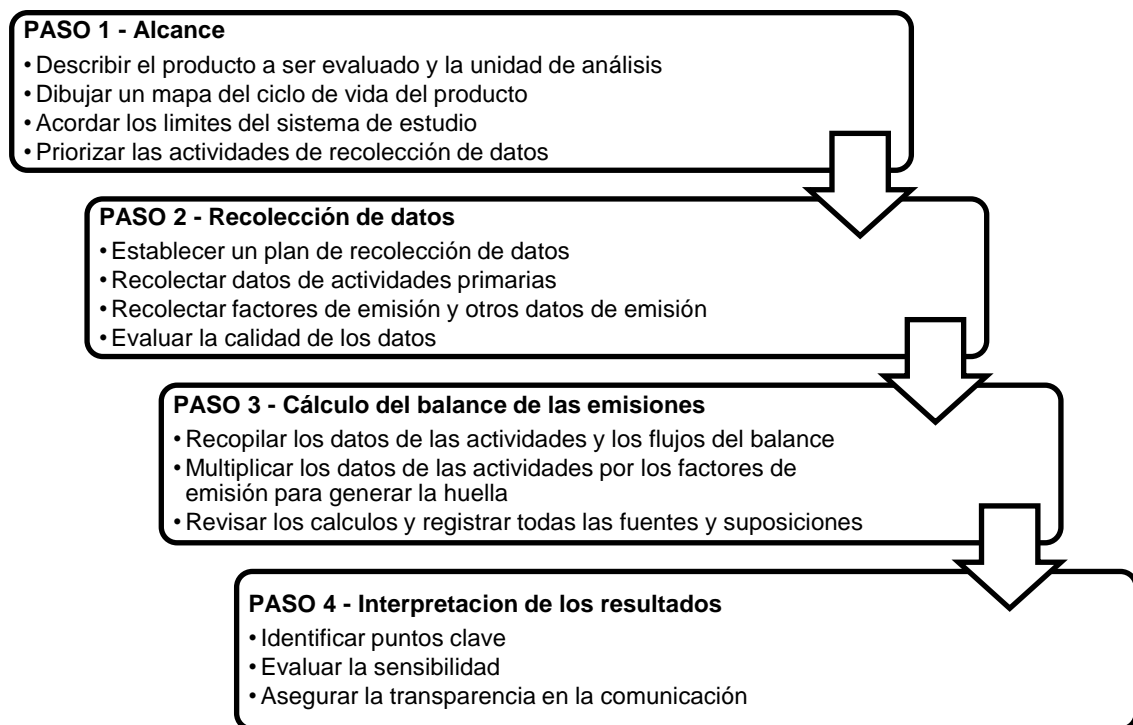 PASO 1 - Alcance
• Describir el producto a ser evaluado y la unidad de análisis
• Dibujar un mapa del ciclo de vida del producto
• Acordar los limites del sistema de estudio
• Priorizar las actividades de recolección de datos
PASO 2 - Recolección de datos
• Establecer un plan de recolección de datos
• Recolectar datos de actividades primarias
• Recolectar factores de emisión y otros datos de emisión
• Evaluar la calidad de los datos
PASO 3 - Cálculo del balance de las emisiones
• Recopilar los datos de las actividades y los flujos del balance
• Multiplicar los datos de las actividades por los factores de
emisión para generar la huella
• Revisar los calculos y registrar todas las fuentes y suposiciones
PASO 4 - Interpretacion de los resultados
• Identificar puntos clave
• Evaluar la sensibilidad
• Asegurar la transparencia en la comunicación